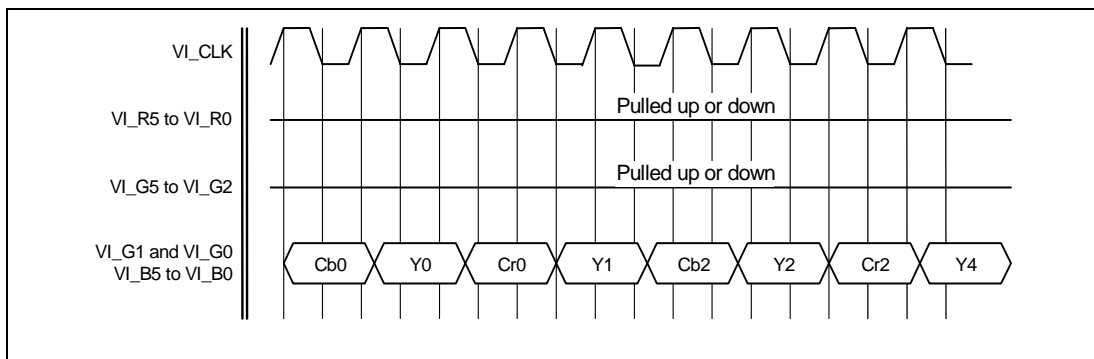 VI_CLK
VI_R5 to VI_R0
Pulled up or down
VI_G5 to VI_G2
Pulled up or down
VI_G1 and VI_G0
VI_B5 to VI_B0
Cb0 Y0 Cr0 Y1 Cb2 Y2 Cr2 Y4